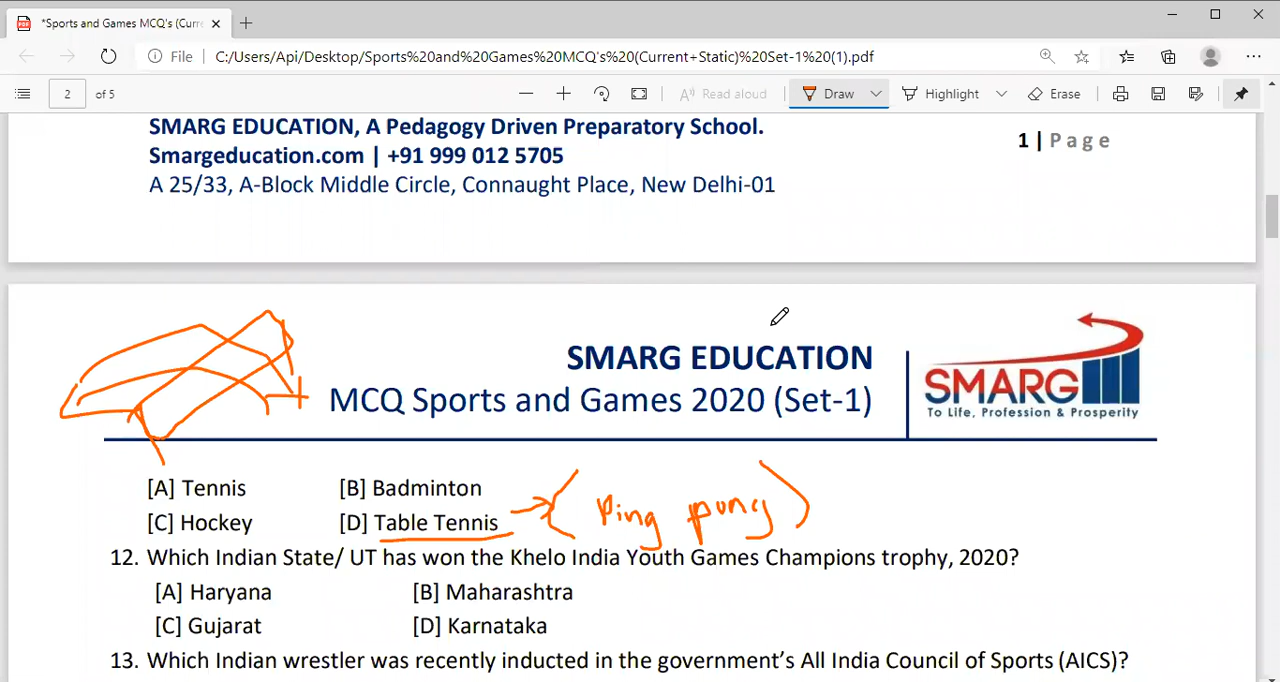 *Sports and Games MCQ's (Curr
File C:/Users/Api/Desktop/Sports%20and%20Games%20MCQ's%20(Current+Static)%20Set-1%20(1).pdf
2 of 5 Read aloud Draw Highlight Erase
SMARG EDUCATION, A Pedagogy Driven Preparatory School.
Smargeducation.com | +91 999 012 5705
1 | Page
A 25/33, A-Block Middle Circle, Connaught Place, New Delhi-01
SMARG EDUCATION
MCQ Sports and Games 2020 (Set-1)
SMARG
To Life, Profession & Prosperity
[A] Tennis [B] Badminton
[C] Hockey [D] Table Tennis (Ping pong)
12. Which Indian State/ UT has won the Khelo India Youth Games Champions trophy, 2020?
[A] Haryana [B] Maharashtra
[C] Gujarat [D] Karnataka
13. Which Indian wrestler was recently inducted in the government's All India Council of Sports (AICS)?